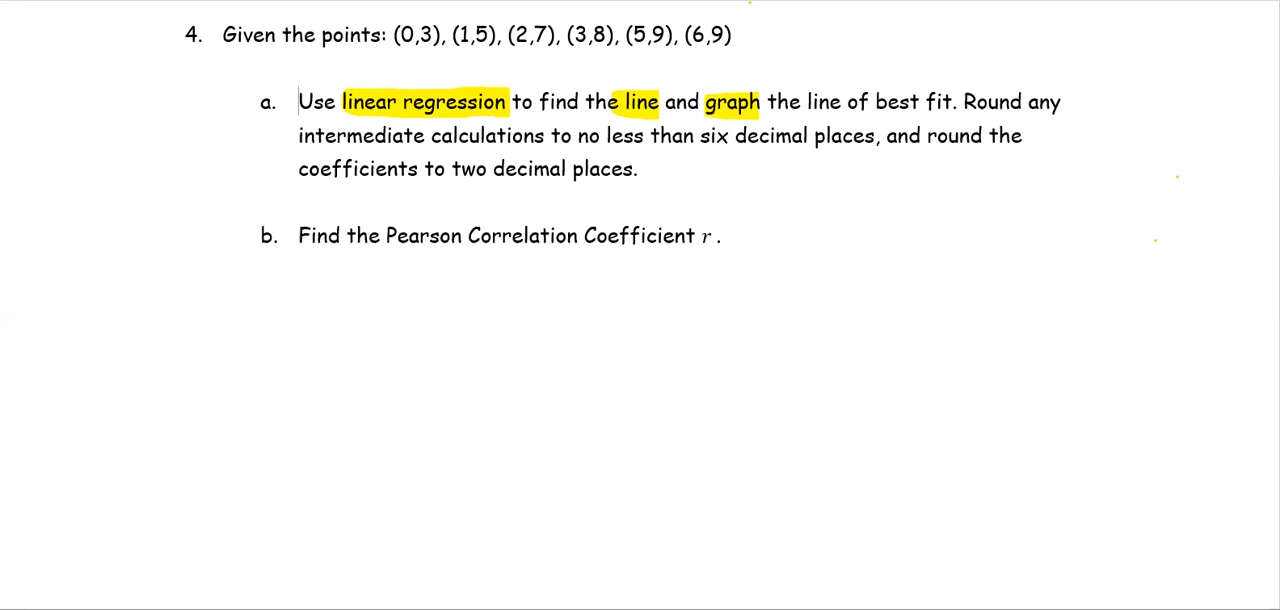 4. Given the points: (0,3), (1,5), (2,7), (3,8), (5,9), (6,9)
a. Use linear regression to find the line and graph the line of best fit. Round any
intermediate calculations to no less than six decimal places, and round the
coefficients to two decimal places.
b. Find the Pearson Correlation Coefficient r .